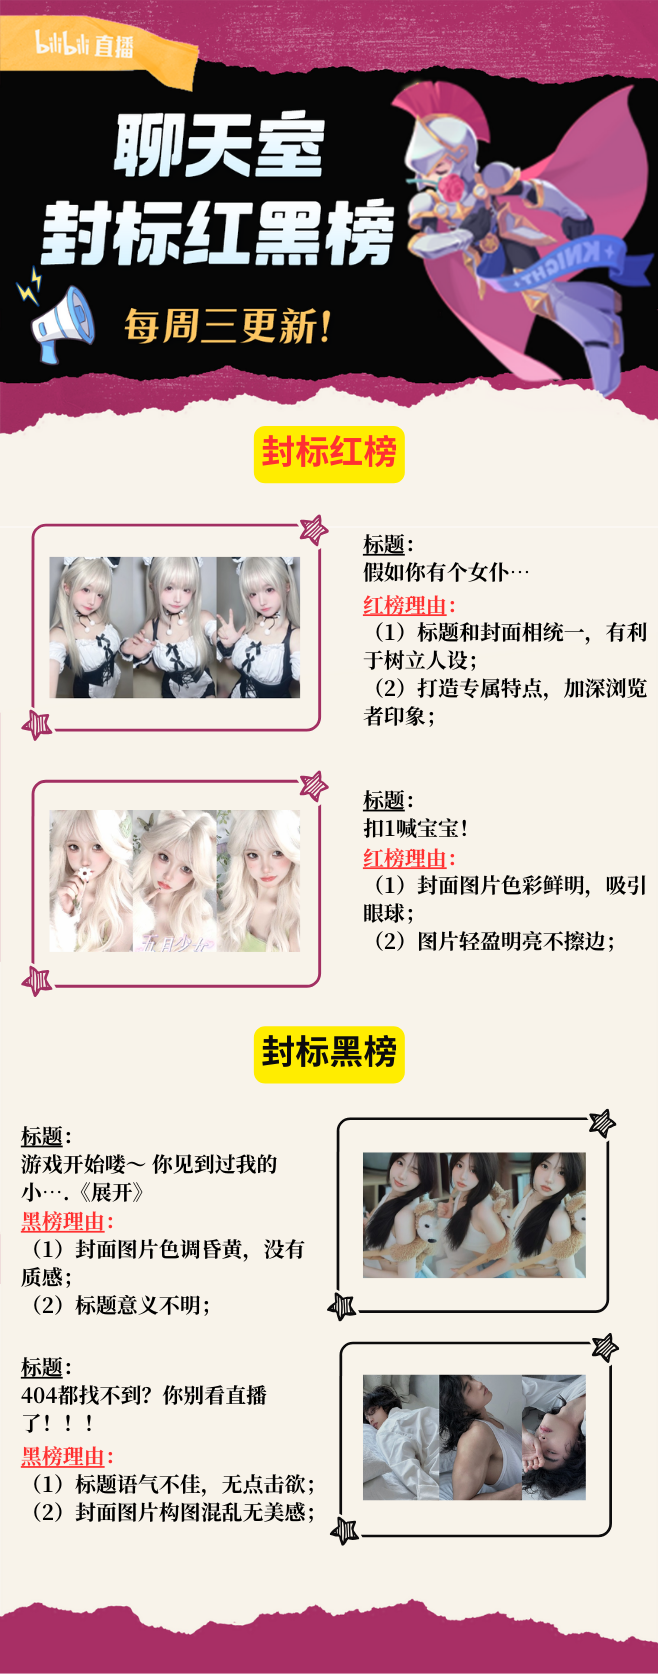 bilibili 直播
聊天室
封标红黑榜
每周三更新!
KNIGHT
封标红榜
标题：
假如你有个女仆…
红榜理由：
（1）标题和封面相统一，有利
于树立人设；
（2）打造专属特点，加深浏览
者印象；
标题：
扣1喊宝宝！
红榜理由：
（1）封面图片色彩鲜明，吸引
眼球；
（2）图片轻盈明亮不擦边；
五月少女
封标黑榜
标题：
游戏开始喽～ 你见到过我的
小….《展开》
黑榜理由：
（1）封面图片色调昏黄，没有
质感；
（2）标题意义不明；
标题：
404都找不到？你别看直播
了！！！
黑榜理由：
（1）标题语气不佳，无点击欲；
（2）封面图片构图混乱无美感；